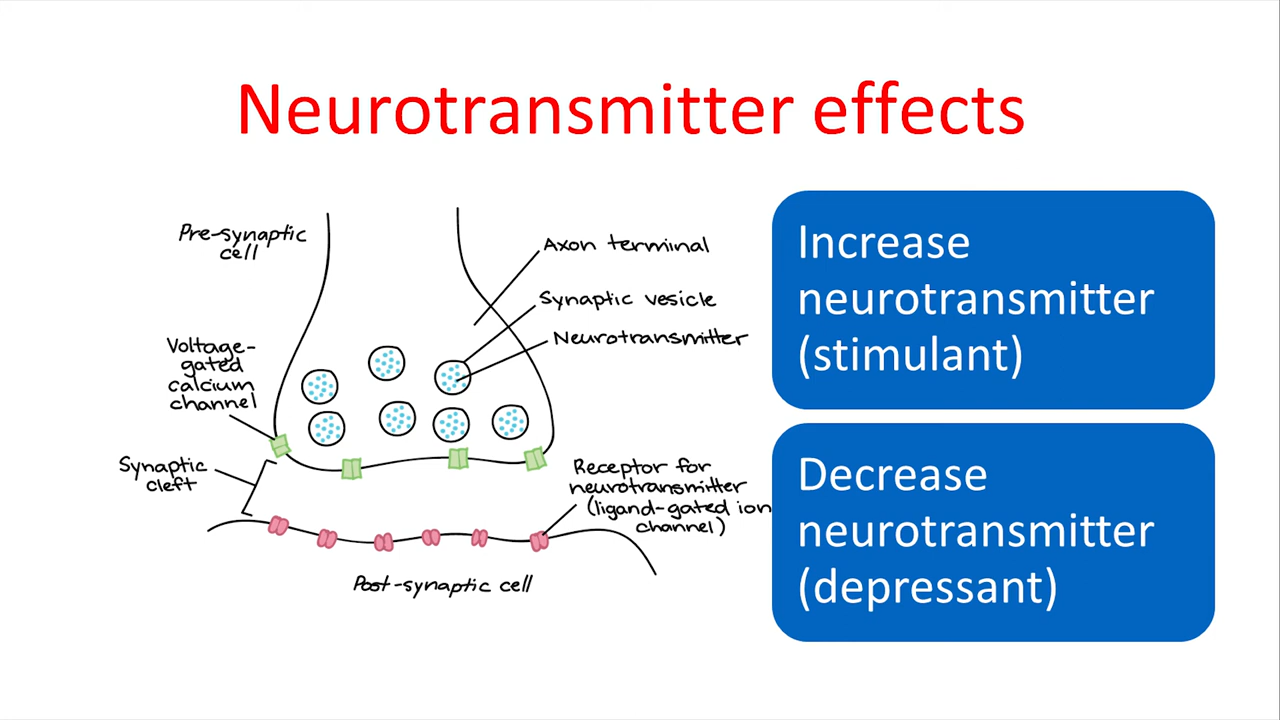 Neurotransmitter effects
Pre-synaptic
cell
Axon terminal
Synaptic vesicle
Neurotransmitter
Voltage-
gated
calcium
channel
Synaptic
cleft
Receptor for
neurotransmitter
(ligand-gated ion
channel)
Post-synaptic cell
Increase
neurotransmitter
(stimulant)
Decrease
neurotransmitter
(depressant)